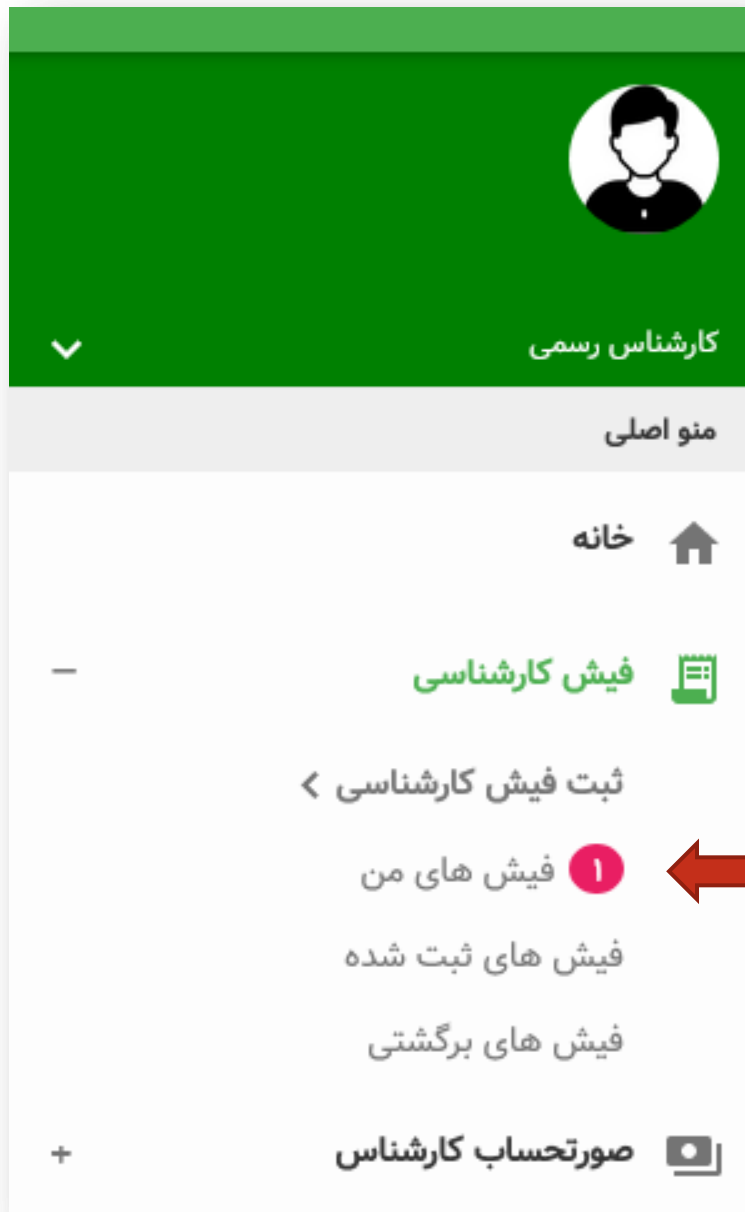 کارشناس رسمی
منو اصلی
خانه
فیش کارشناسی
ثبت فیش کارشناسی
۱ فیش های من
فیش های ثبت شده
فیش های برگشتی
صورتحساب کارشناس